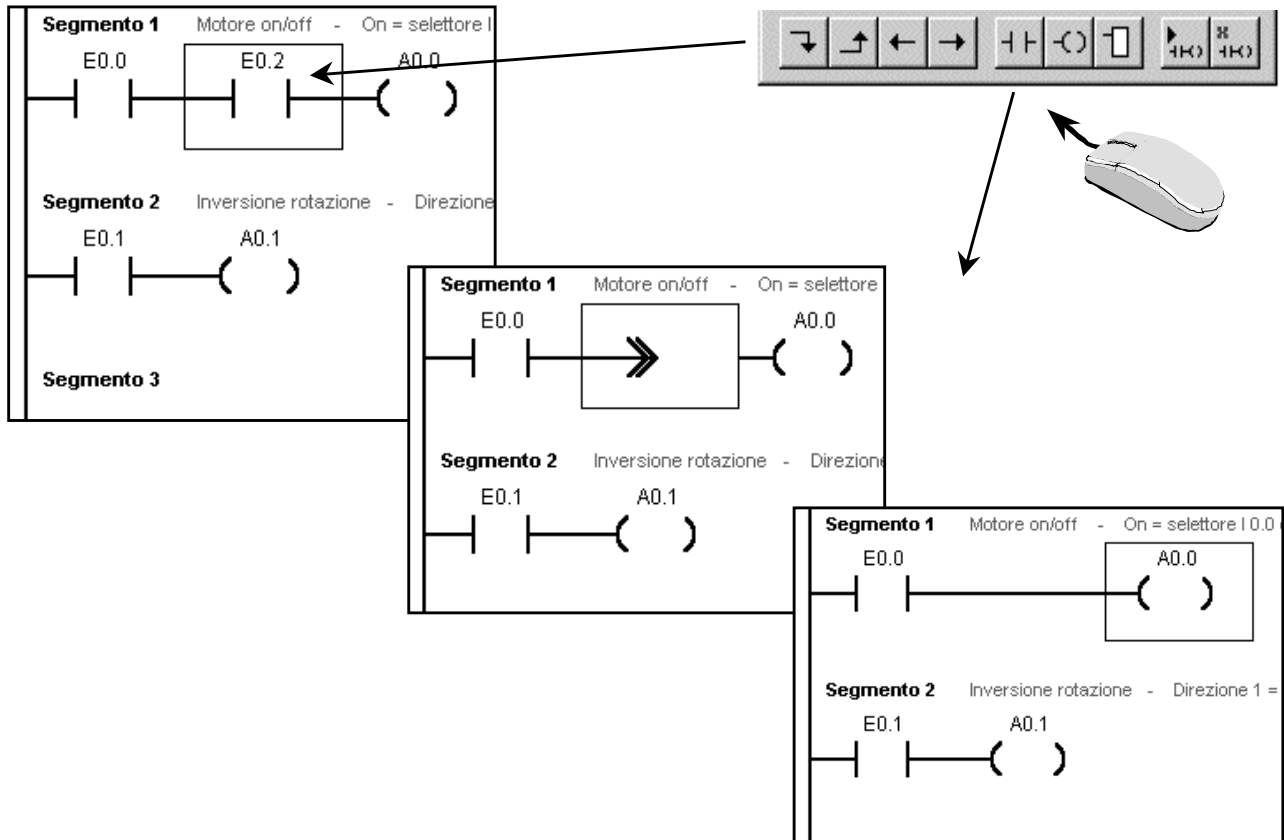 Segmento 1 Motore on/off - On = selettore I
E0.0 E0.2 A0.0
Segmento 2 Inversione rotazione - Direzione
E0.1 A0.1
Segmento 3
Segmento 1 Motore on/off - On = selettore
E0.0 A0.0
Segmento 2 Inversione rotazione - Direzione
E0.1 A0.1
Segmento 1 Motore on/off - On = selettore I 0.0
E0.0 A0.0
Segmento 2 Inversione rotazione - Direzione 1 =
E0.1 A0.1